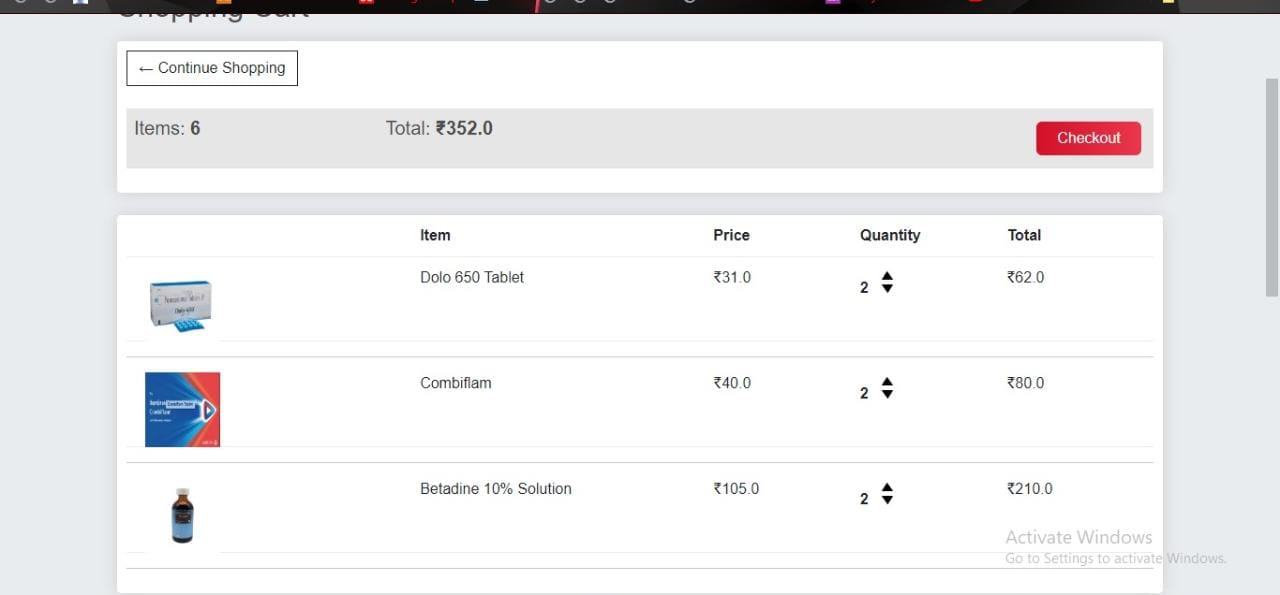 Shopping Cart
← Continue Shopping
Items: 6 Total: ₹352.0 Checkout
Item Price Quantity Total
Dolo 650 Tablet ₹31.0 2 ₹62.0
Combiflam ₹40.0 2 ₹80.0
Betadine 10% Solution ₹105.0 2 ₹210.0
Activate Windows
Go to Settings to activate Windows.